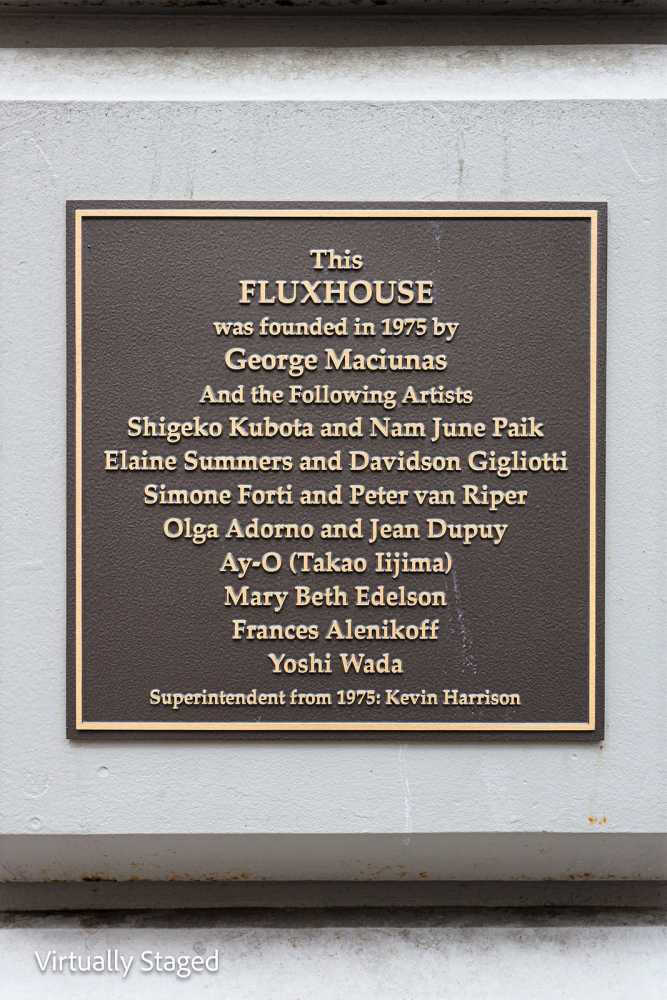 This
FLUXHOUSE
was founded in 1975 by
George Maciunas
And the Following Artists
Shigeko Kubota and Nam June Paik
Elaine Summers and Davidson Gigliotti
Simone Forti and Peter van Riper
Olga Adorno and Jean Dupuy
Ay-O (Takao Iijima)
Mary Beth Edelson
Frances Alenikoff
Yoshi Wada
Superintendent from 1975: Kevin Harrison
Virtually Staged